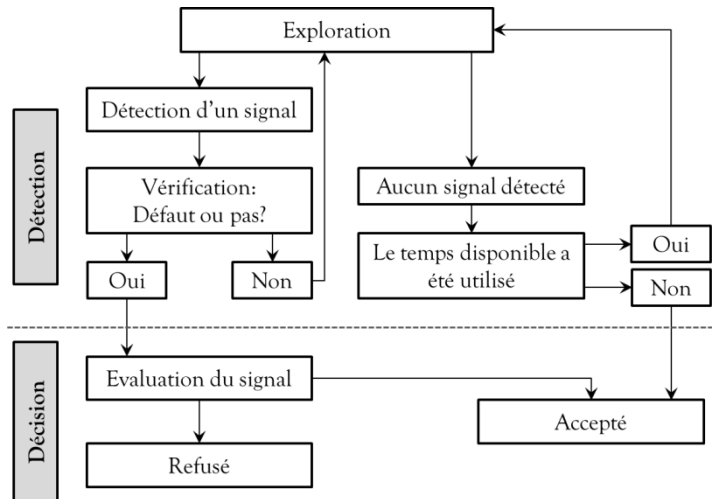 Exploration
Détection d'un signal
Vérification:
Défaut ou pas?
Oui
Non
Aucun signal détecté
Le temps disponible a
été utilisé
Oui
Non
Détection
Evaluation du signal
Accepté
Refusé
Décision